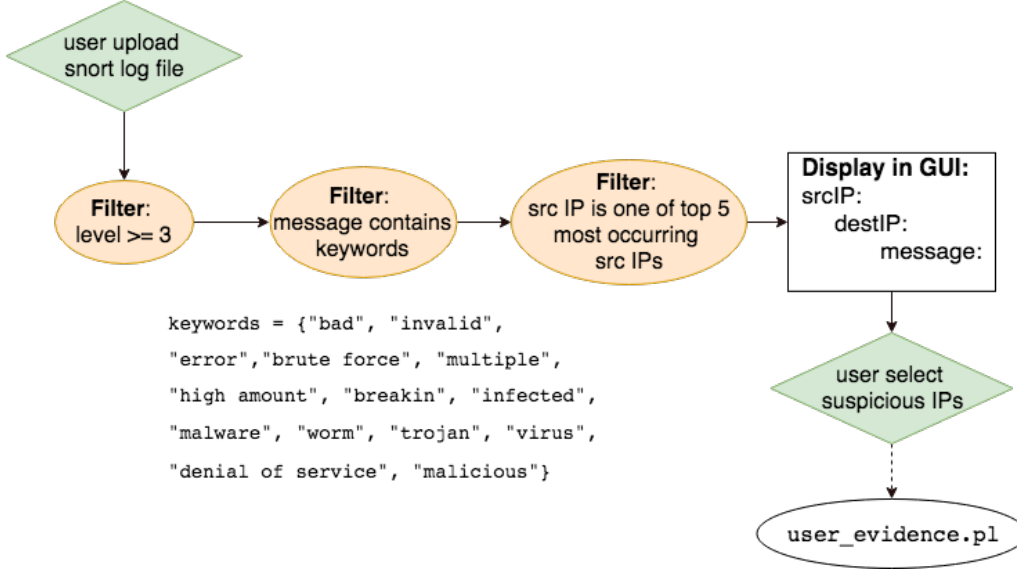 user upload
snort log file
Filter:
level >= 3
Filter:
message contains
keywords
Filter:
src IP is one of top 5
most occurring
src IPs
Display in GUI:
srcIP:
destIP:
message:
keywords = {"bad", "invalid",
"error","brute force", "multiple",
"high amount", "breakin", "infected",
"malware", "worm", "trojan", "virus",
"denial of service", "malicious"}
user select
suspicious IPs
user_evidence.pl